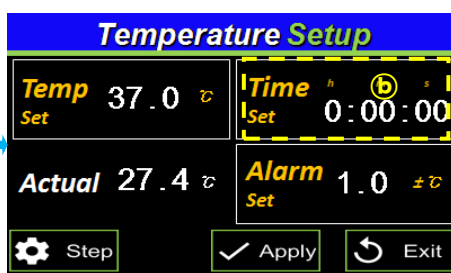 Temperature Setup
Temp Set 37.0 ℃
Time Set h ⓑ s 0:00:00
Actual 27.4 ℃
Alarm Set 1.0 ±℃
Step Apply Exit